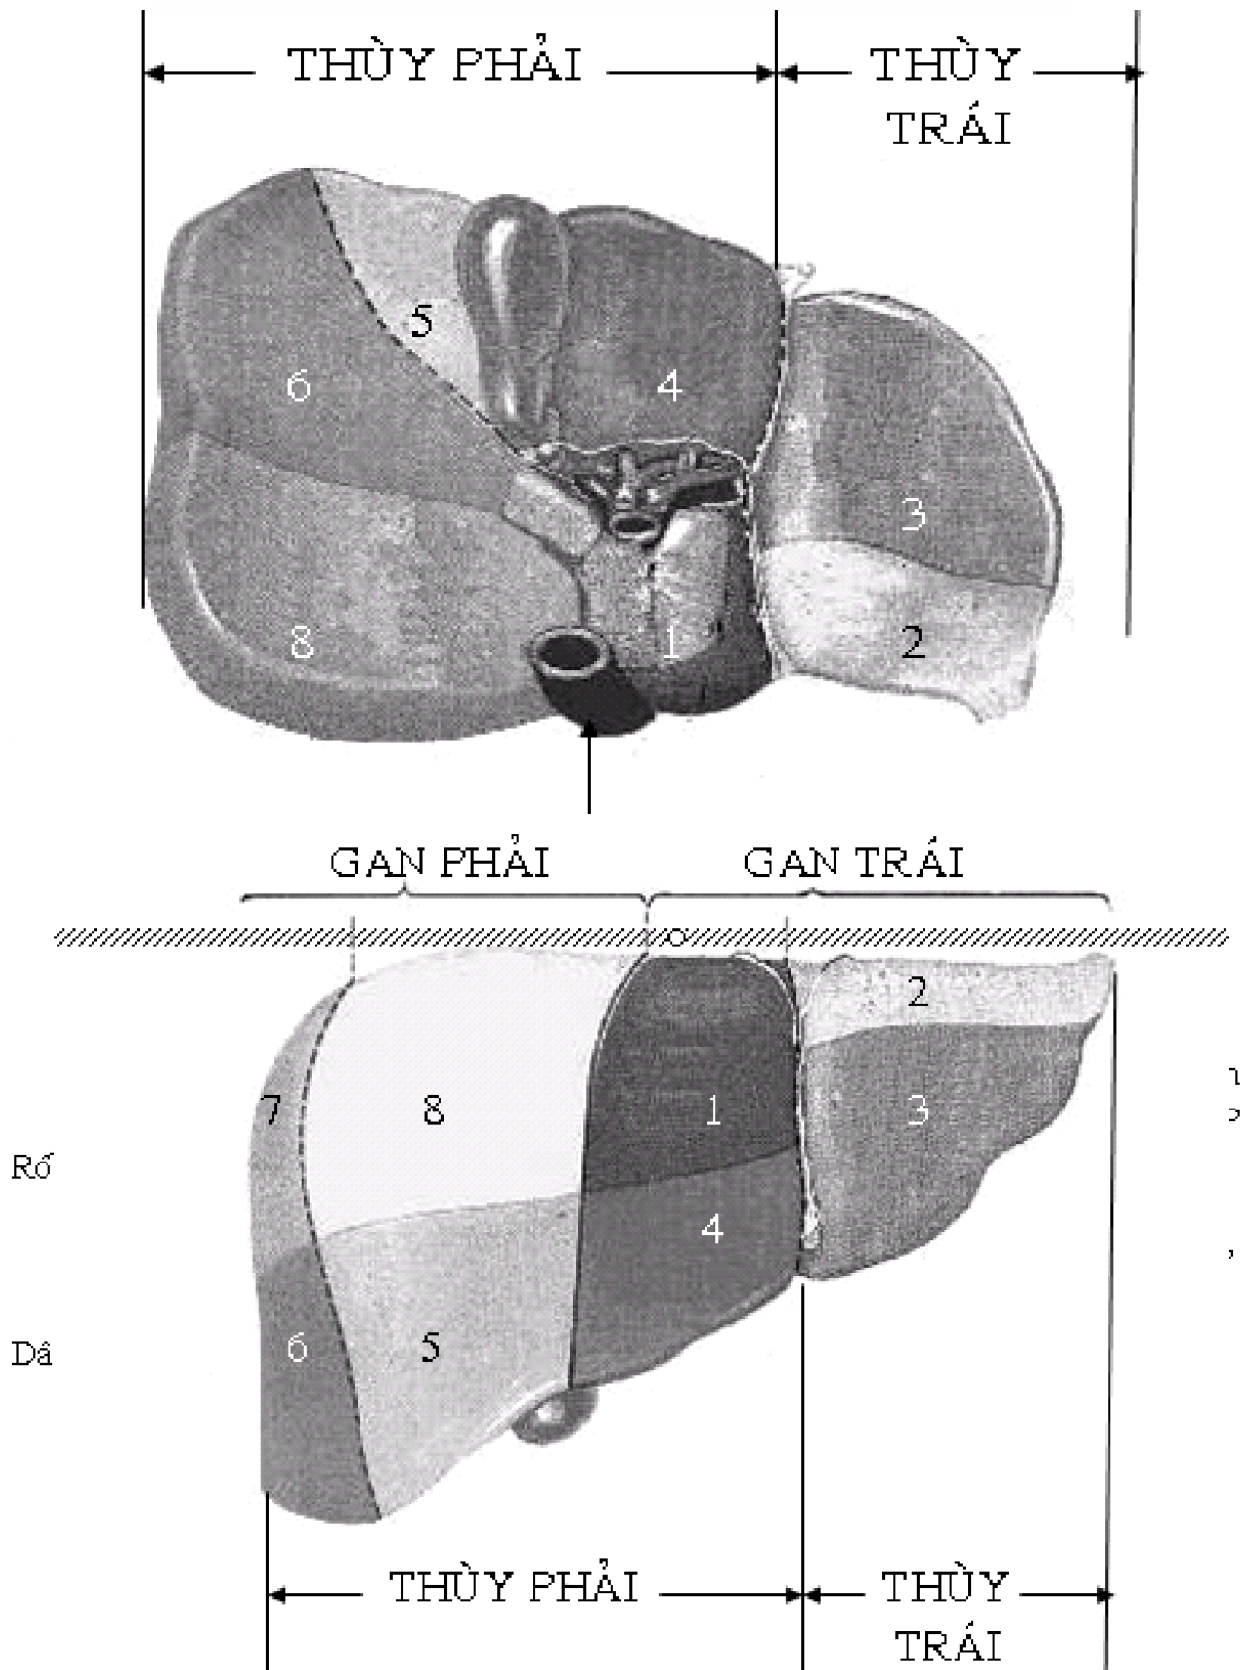 THÙY PHẢI THÙY
TRÁI
5
6 4
3
8 1 2
GAN PHẢI GAN TRÁI
2
7 8 1 3
Rố
4
6 5
Dâ
THÙY PHẢI THÙY
TRÁI